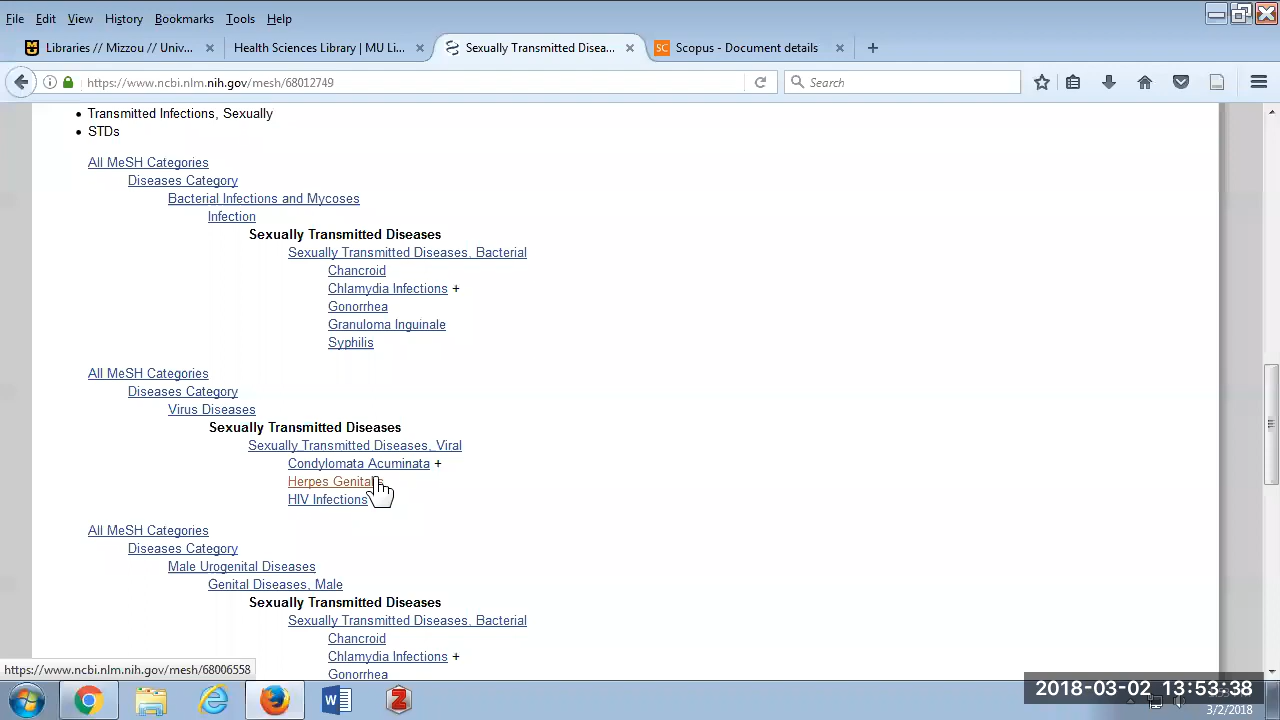 File Edit View History Bookmarks Tools Help
Libraries // Mizzou // Univ... Health Sciences Library | MU Li... Sexually Transmitted Disea... SC Scopus - Document details
https://www.ncbi.nlm.nih.gov/mesh/68012749 Search
Transmitted Infections, Sexually
STDs
All MeSH Categories
Diseases Category
Bacterial Infections and Mycoses
Infection
Sexually Transmitted Diseases
Sexually Transmitted Diseases, Bacterial
Chancroid
Chlamydia Infections +
Gonorrhea
Granuloma Inguinale
Syphilis
All MeSH Categories
Diseases Category
Virus Diseases
Sexually Transmitted Diseases
Sexually Transmitted Diseases, Viral
Condylomata Acuminata +
Herpes
HIV Infections
All MeSH Categories
Diseases Category
Male Urogenital Diseases
Genital Diseases, Male
Sexually Transmitted Diseases
Sexually Transmitted Diseases, Bacterial
Chancroid
Chlamydia Infections +
Gonorrhea
https://www.ncbi.nlm.nih.gov/mesh/68006558
2018-03-02 13:53:38
3/2/2018